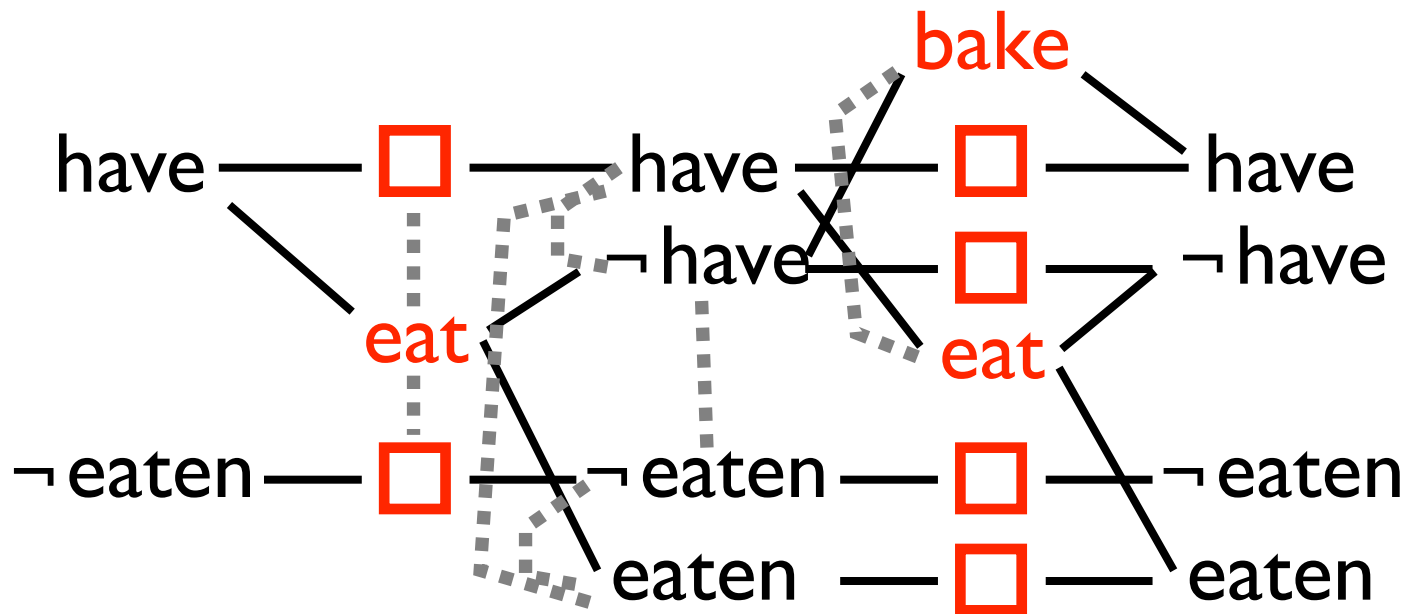 bake
have have have
¬ have ¬ have
eat eat
¬ eaten ¬ eaten ¬ eaten
eaten eaten